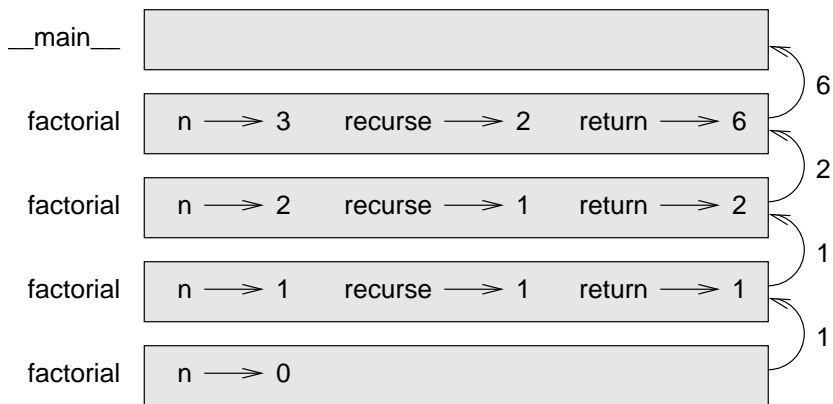 __main__
6
factorial n 3 recurse 2 return 6
2
factorial n 2 recurse 1 return 2
1
factorial n 1 recurse 1 return 1
1
factorial n 0